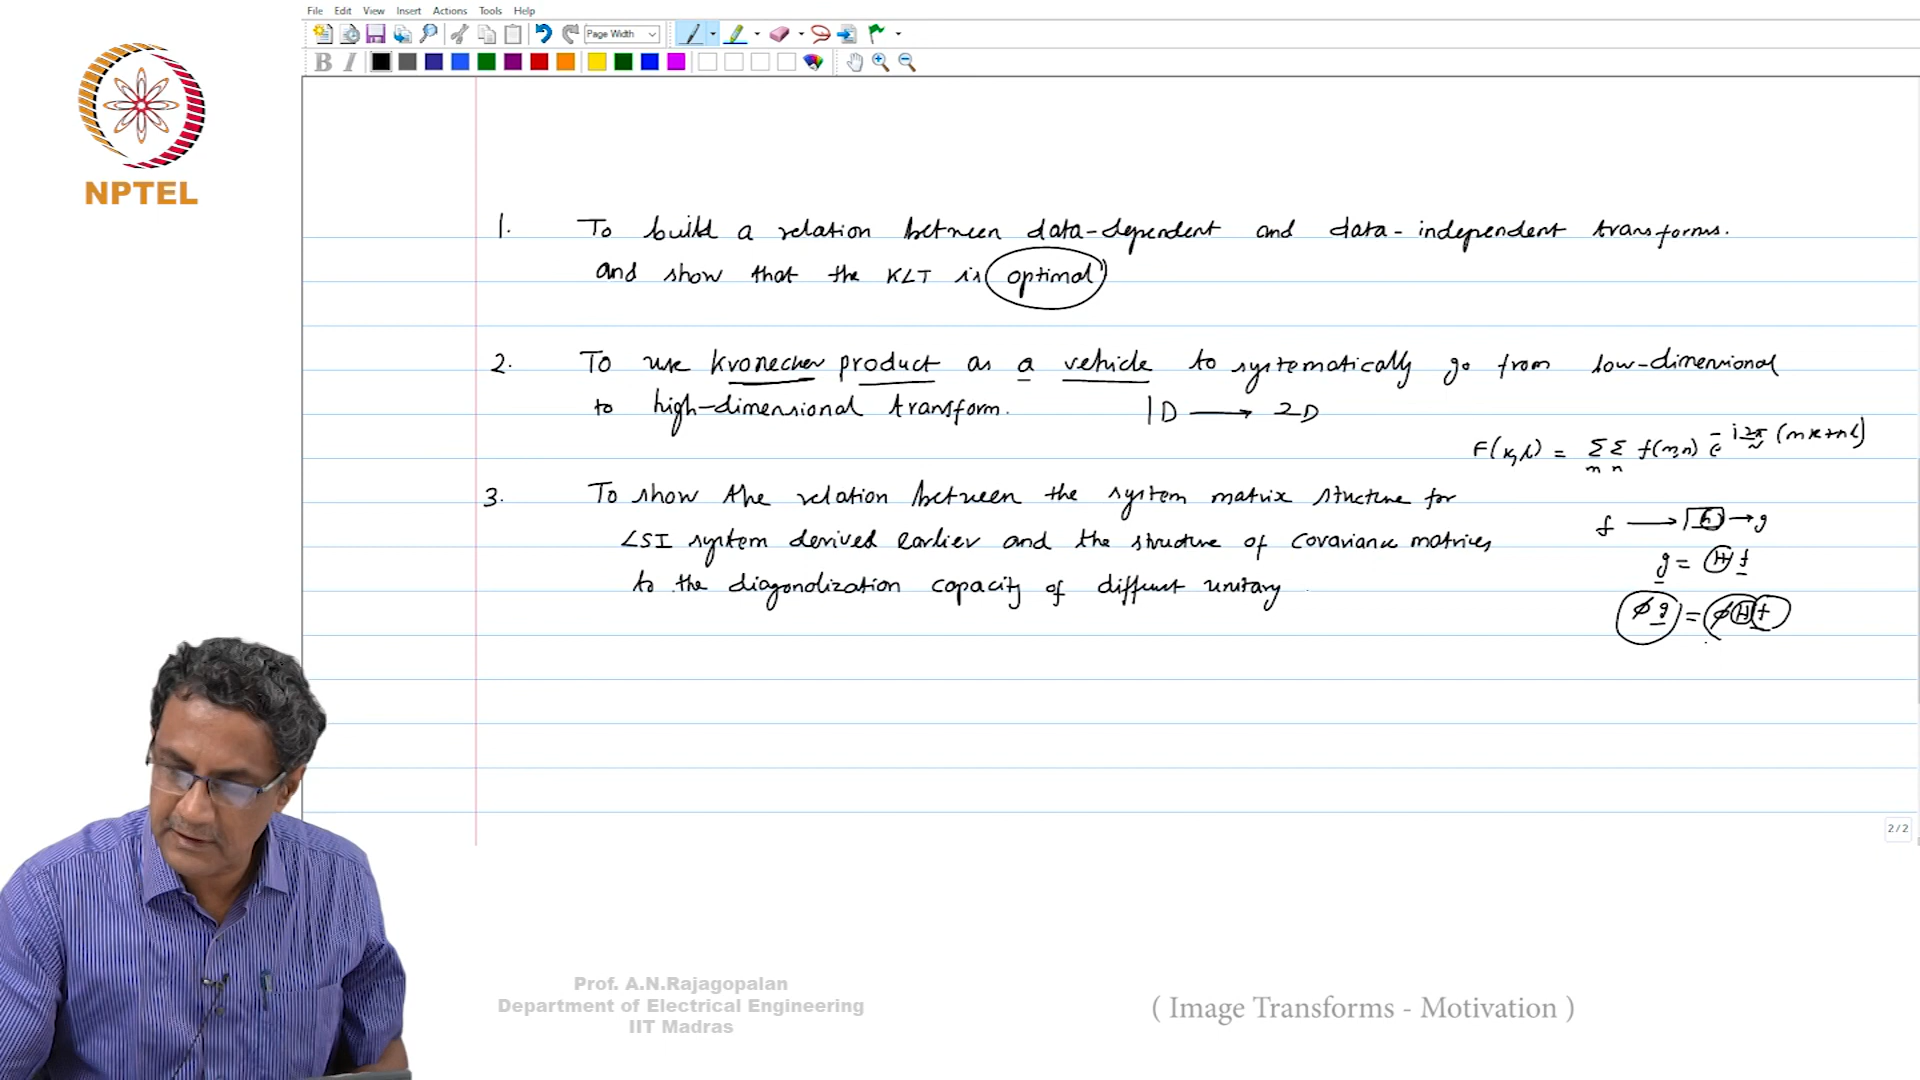 File Edit View Insert Actions Tools Help
Page Width
B I
NPTEL
1. To build a relation between data-dependent and data-independent transforms.
and show that the KLT is optimal
2. To use Kronecker product as a vehicle to systematically go from low-dimensional
to high-dimensional transform. 1D → 2D
F(k,l) = Σ Σ f(m,n) e
m n
3. To show the relation between the system matrix structure for
f → h → g
LSI system derived earlier and the structure of covariance matrices
g = H f
to the diagonalization capacity of different unitary
φ g = φ H f
2/2
Prof. A.N.Rajagopalan
Department of Electrical Engineering
IIT Madras
( Image Transforms - Motivation )